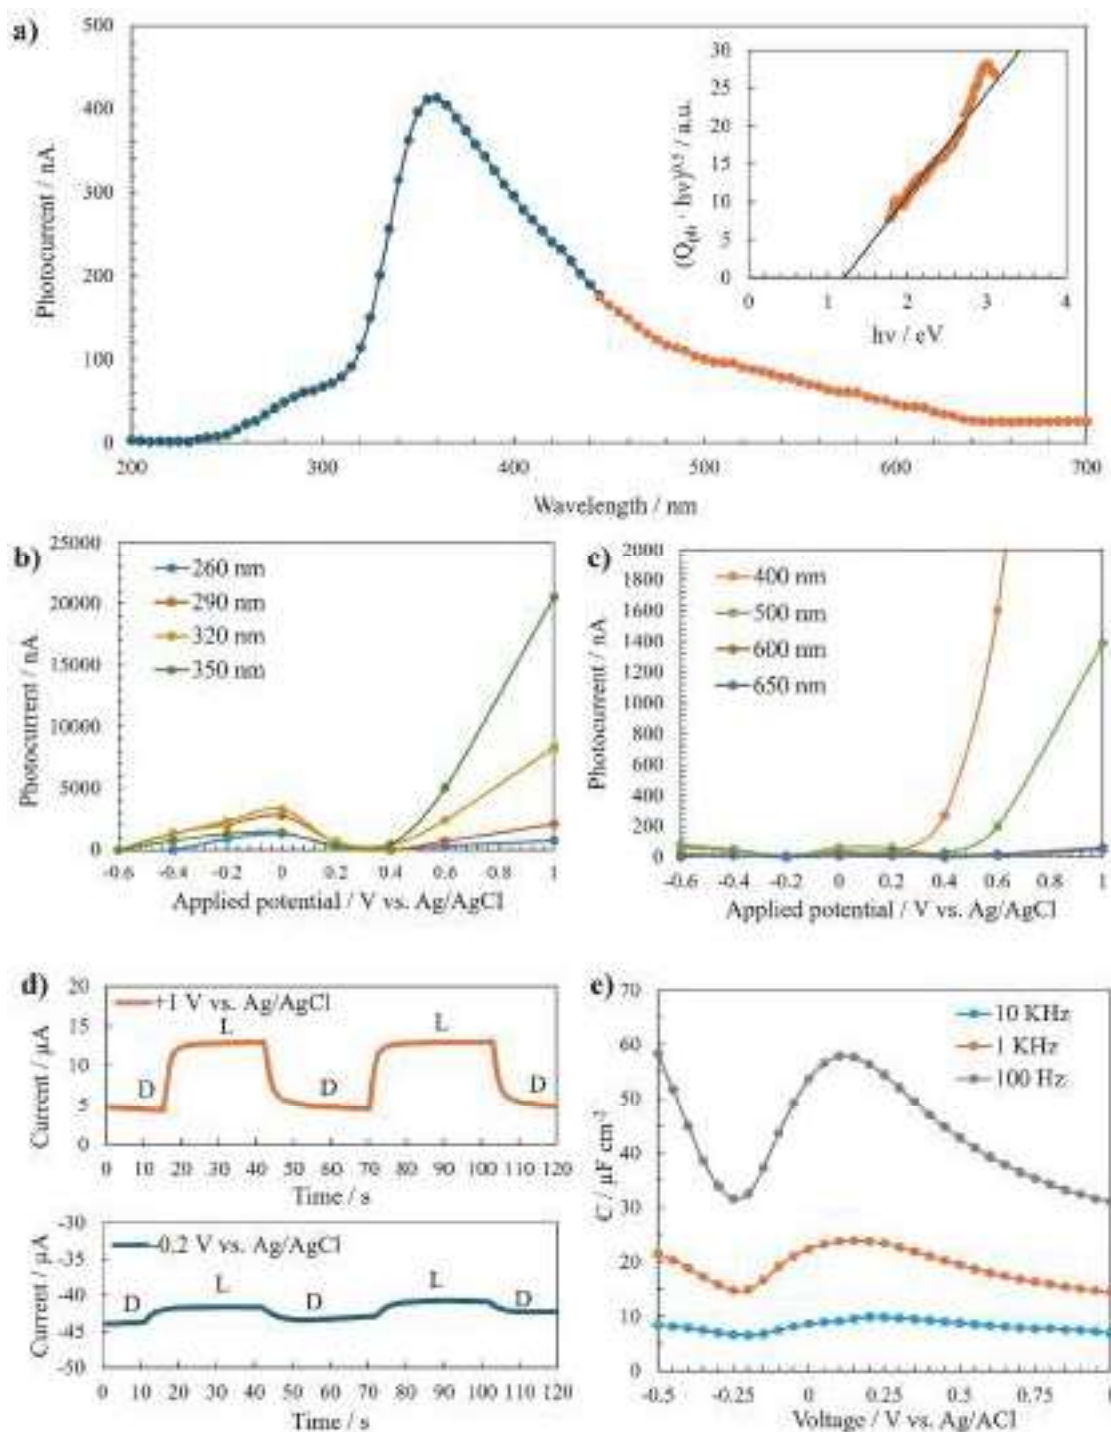 a)
500
400
300
200
100
0
Photocurrent / nA
200
300
400
500
600
700
Wavelength / nm
30
25
20
15
10
5
0
(Qph · hν)^0.5 / a.u.
0
1
2
3
4
hν / eV
b)
25000
20000
15000
10000
5000
0
Photocurrent / nA
260 nm
290 nm
320 nm
350 nm
-0.6
-0.4
-0.2
0
0.2
0.4
0.6
0.8
1
Applied potential / V vs. Ag/AgCl
c)
2000
1800
1600
1400
1200
1000
800
600
400
200
0
Photocurrent / nA
400 nm
500 nm
600 nm
650 nm
-0.6
-0.4
-0.2
0
0.2
0.4
0.6
0.8
1
Applied potential / V vs. Ag/AgCl
d)
20
15
10
5
0
Current / µA
+1 V vs. Ag/AgCl
L
L
D
D
D
0
10
20
30
40
50
60
70
80
90
100
110
120
Time / s
-30
-35
-40
-45
-50
Current / µA
-0.2 V vs. Ag/AgCl
L
L
D
D
D
0
10
20
30
40
50
60
70
80
90
100
110
120
Time / s
e)
70
60
50
40
30
20
10
0
C / µF cm-2
10 KHz
1 KHz
100 Hz
-0.5
-0.25
0
0.25
0.5
0.75
1
Voltage / V vs. Ag/ACl